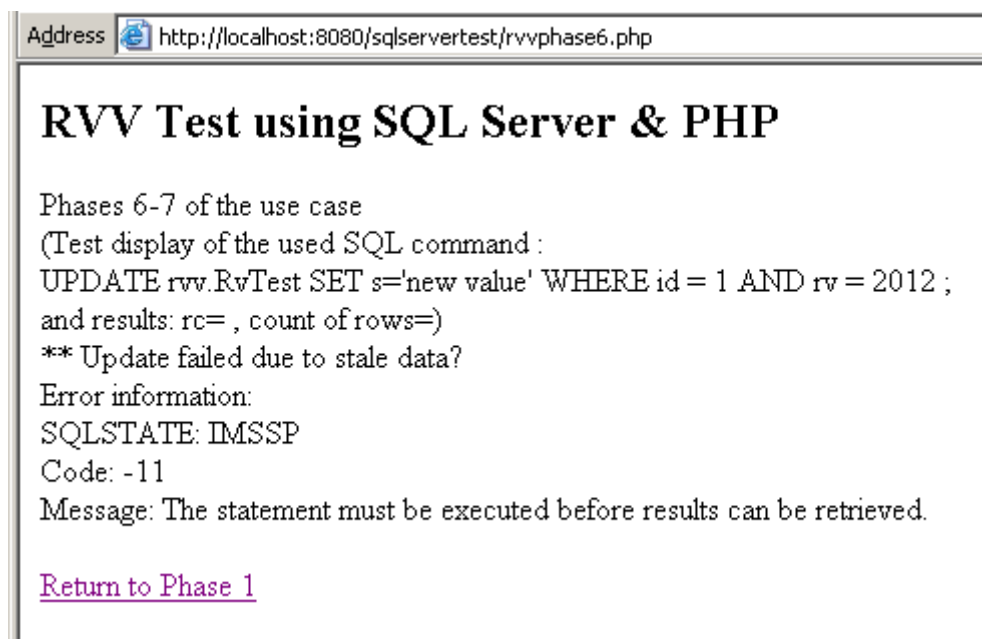 Address http://localhost:8080/sqlservertest/rvvphase6.php
RVV Test using SQL Server & PHP
Phases 6-7 of the use case
(Test display of the used SQL command :
UPDATE rvv.RvTest SET s='new value' WHERE id = 1 AND rv = 2012 ;
and results: rc= , count of rows=)
** Update failed due to stale data?
Error information:
SQLSTATE: IMSSP
Code: -11
Message: The statement must be executed before results can be retrieved.
Return to Phase 1